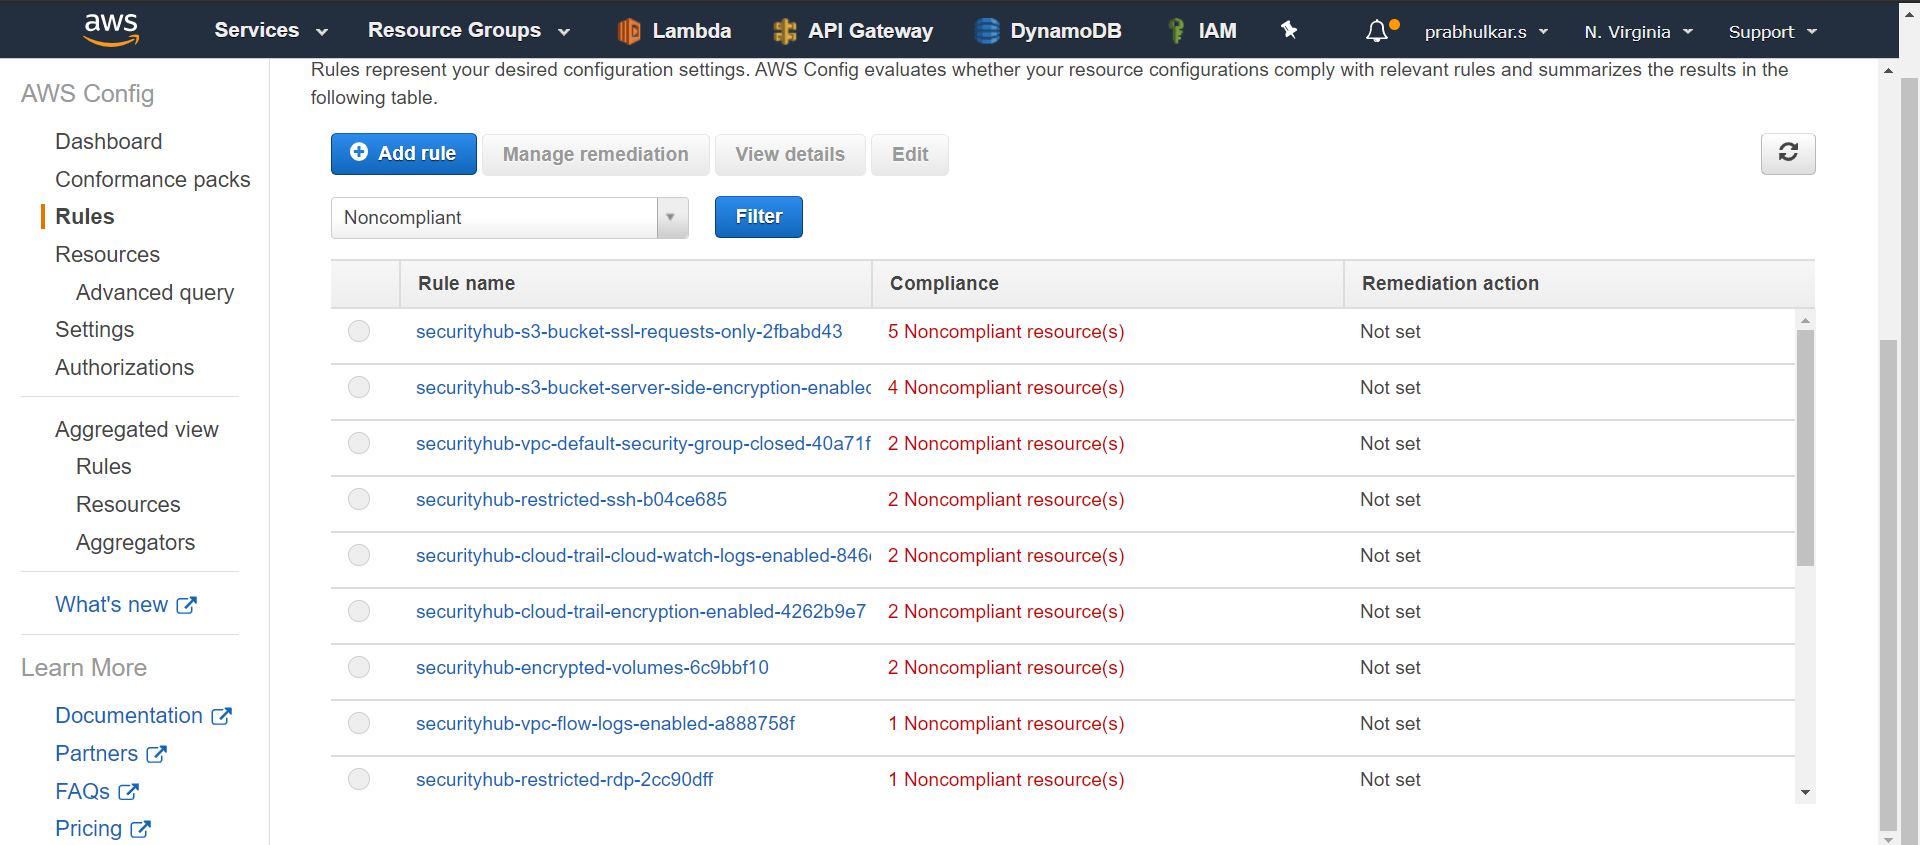 aws Services Resource Groups Lambda API Gateway DynamoDB IAM prabhulkar.s N. Virginia Support
AWS Config
Dashboard
Conformance packs
Rules
Resources
Advanced query
Settings
Authorizations
Aggregated view
Rules
Resources
Aggregators
What's new
Learn More
Documentation
Partners
FAQs
Pricing
Rules represent your desired configuration settings. AWS Config evaluates whether your resource configurations comply with relevant rules and summarizes the results in the
following table.
Add rule Manage remediation View details Edit
Noncompliant Filter
Rule name Compliance Remediation action
securityhub-s3-bucket-ssl-requests-only-2fbabd43 5 Noncompliant resource(s) Not set
securityhub-s3-bucket-server-side-encryption-enabled 4 Noncompliant resource(s) Not set
securityhub-vpc-default-security-group-closed-40a71f 2 Noncompliant resource(s) Not set
securityhub-restricted-ssh-b04ce685 2 Noncompliant resource(s) Not set
securityhub-cloud-trail-cloud-watch-logs-enabled-846 2 Noncompliant resource(s) Not set
securityhub-cloud-trail-encryption-enabled-4262b9e7 2 Noncompliant resource(s) Not set
securityhub-encrypted-volumes-6c9bbf10 2 Noncompliant resource(s) Not set
securityhub-vpc-flow-logs-enabled-a888758f 1 Noncompliant resource(s) Not set
securityhub-restricted-rdp-2cc90dff 1 Noncompliant resource(s) Not set